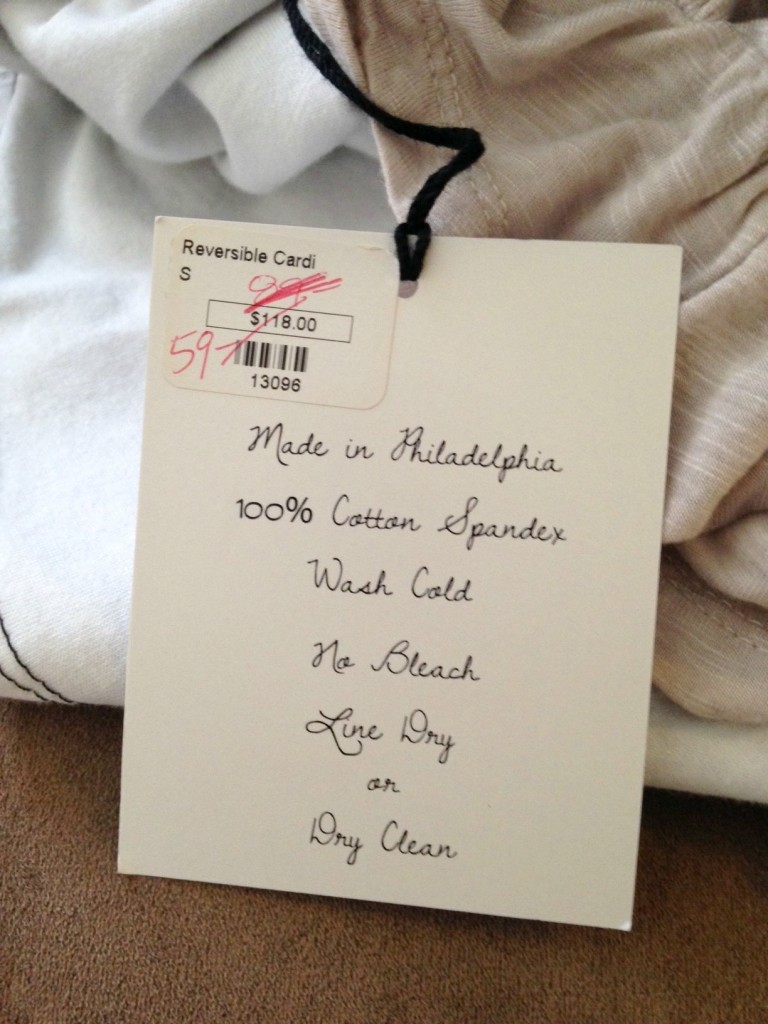 Reversible Cardi
S
$118.00
59-
13096
Made in Philadelphia
100% Cotton Spandex
Wash Cold
No Bleach
Line Dry
or
Dry Clean